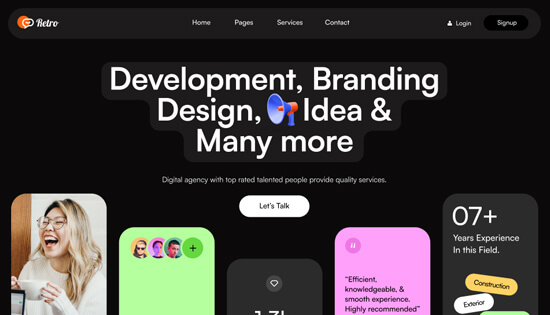 Retro
Home
Pages
Services
Contact
Login
Signup
Development, Branding
Design, Idea &
Many more
Digital agency with top rated talented people provide quality services.
Let's Talk
07+
Years Experience
In this Field.
Construction
Exterior
“Efficient,
knowledgeable, &
smooth experience.
Highly recommended”